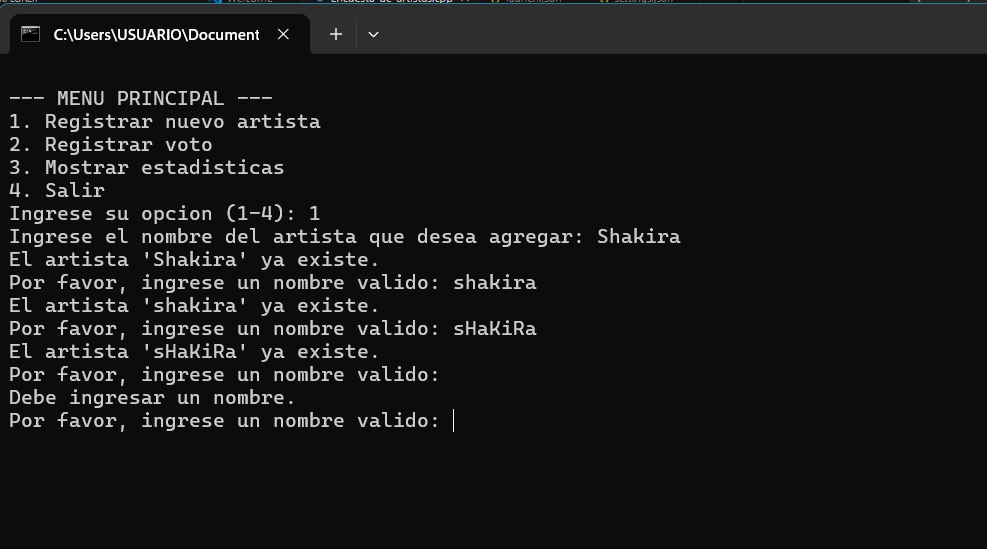 C:\Users\USUARIO\Document
--- MENU PRINCIPAL ---
1. Registrar nuevo artista
2. Registrar voto
3. Mostrar estadisticas
4. Salir
Ingrese su opcion (1-4): 1
Ingrese el nombre del artista que desea agregar: Shakira
El artista 'Shakira' ya existe.
Por favor, ingrese un nombre valido: shakira
El artista 'shakira' ya existe.
Por favor, ingrese un nombre valido: sHaKiRa
El artista 'sHaKiRa' ya existe.
Por favor, ingrese un nombre valido:
Debe ingresar un nombre.
Por favor, ingrese un nombre valido: